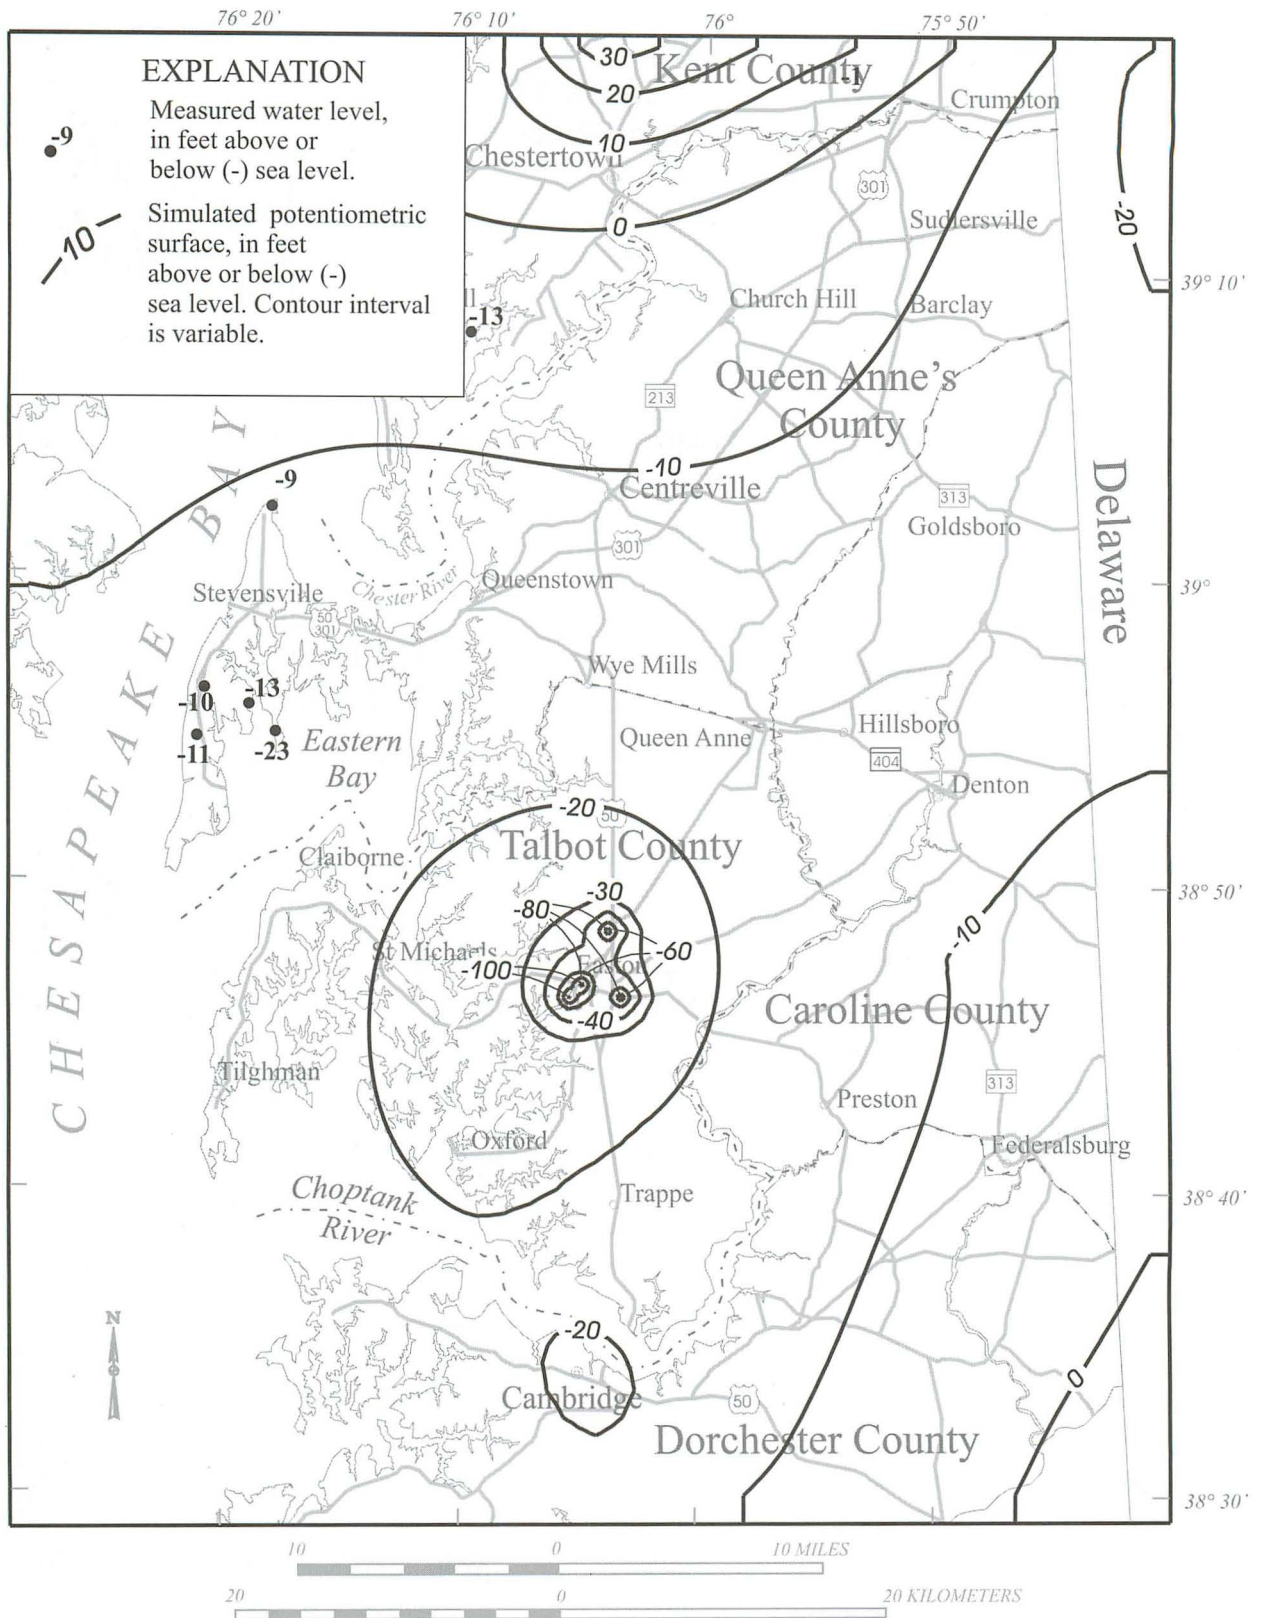 76° 20'
76° 10'
76°
75° 50'
EXPLANATION
-9
Measured water level,
in feet above or
below (-) sea level.
-10
Simulated potentiometric
surface, in feet
above or below (-)
sea level. Contour interval
is variable.
30
Kent County
-1
20
Crumpton
10
Chestertown
301
-20
0
Sudlersville
39° 10'
ll
-13
Church Hill
Barclay
213
Queen Anne's
County
-10
-9
Centreville
313
Goldsboro
Delaware
301
Chester River
Queenstown
39°
Stevensville
50
301
Wye Mills
-10
-13
-11
-23
Eastern
Bay
Queen Anne
Hillsboro
404
Denton
CHESAPEAKE BAY
-20
50
Talbot County
Claiborne
38° 50'
-30
-80
-10
St Michaels
-60
-100
Easton
-40
Caroline County
Tilghman
313
Preston
Oxford
Federalsburg
Choptank
River
Trappe
38° 40'
N
-20
0
Cambridge
50
Dorchester County
38° 30'
10 0 10 MILES
20 0 20 KILOMETERS